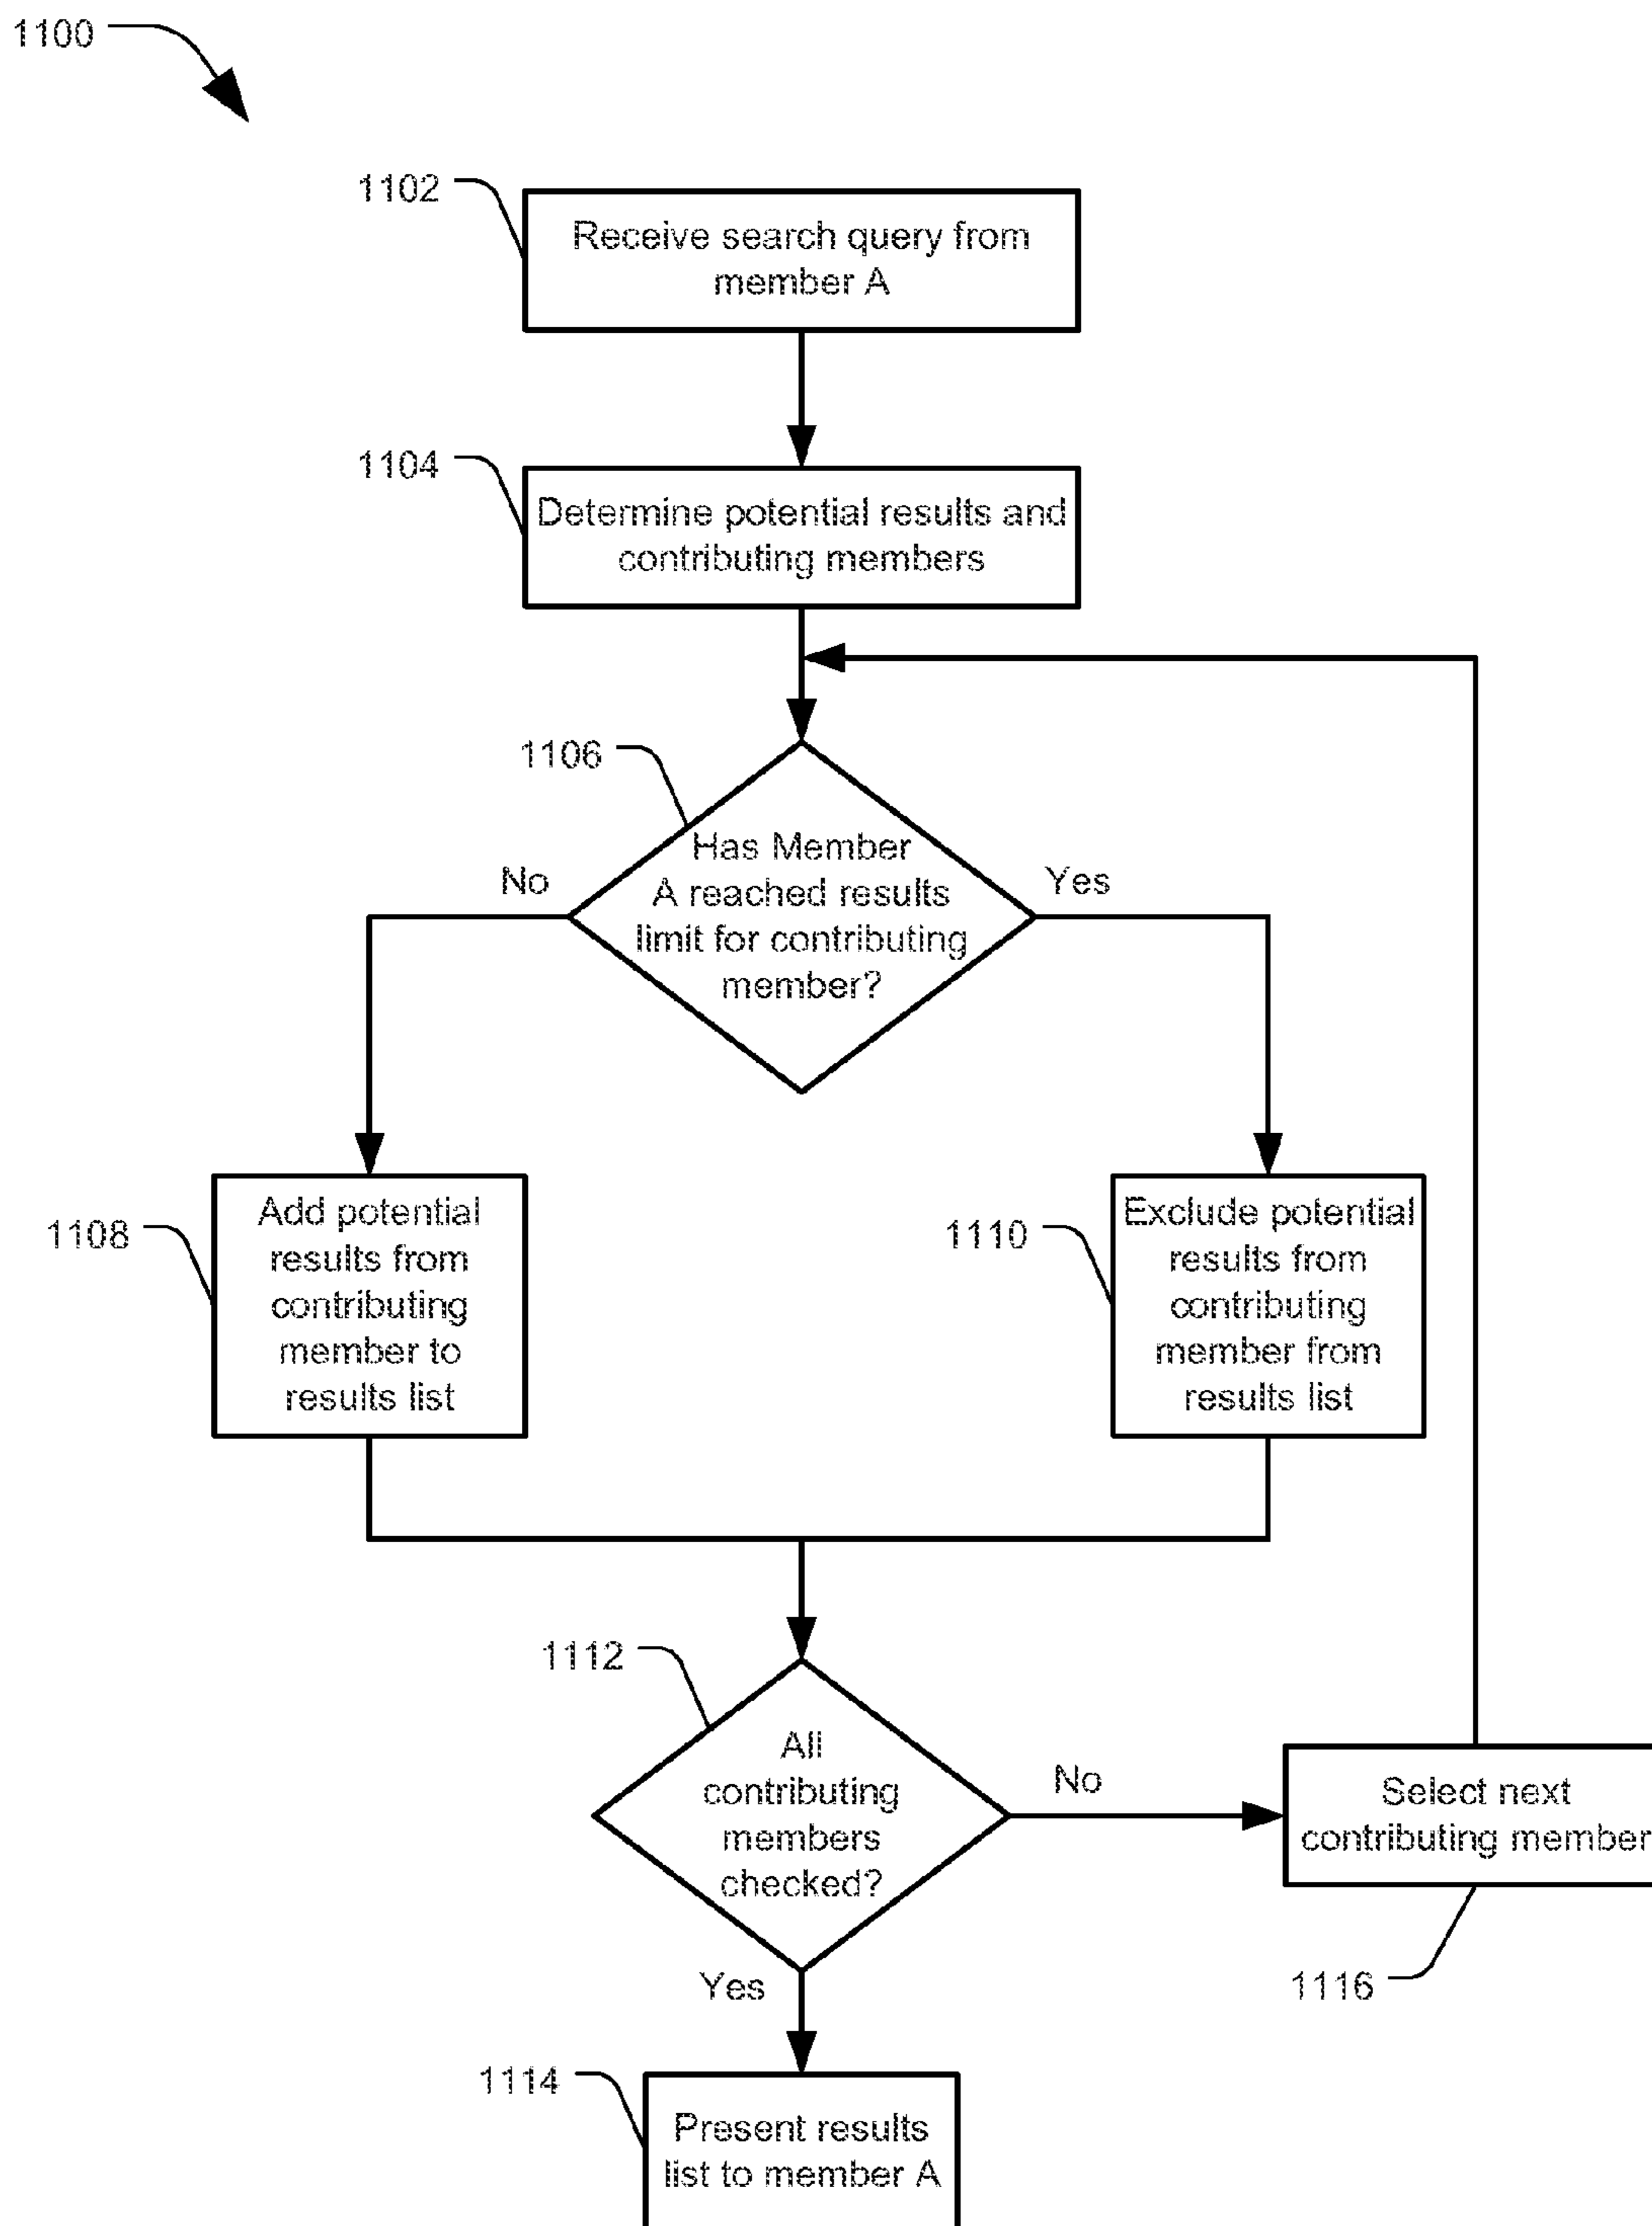 1100
1102
Receive search query from
member A
1104
Determine potential results and
contributing members
1106
Has Member
A reached results
limit for contributing
member?
No
Yes
1108
Add potential
results from
contributing
member to
results list
1110
Exclude potential
results from
contributing
member from
results list
1112
All
contributing
members
checked?
No
Select next
contributing member
1116
Yes
1114
Present results
list to member A